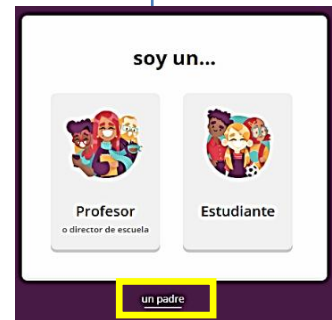 soy un...
Profesor
o director de escuela
Estudiante
un padre